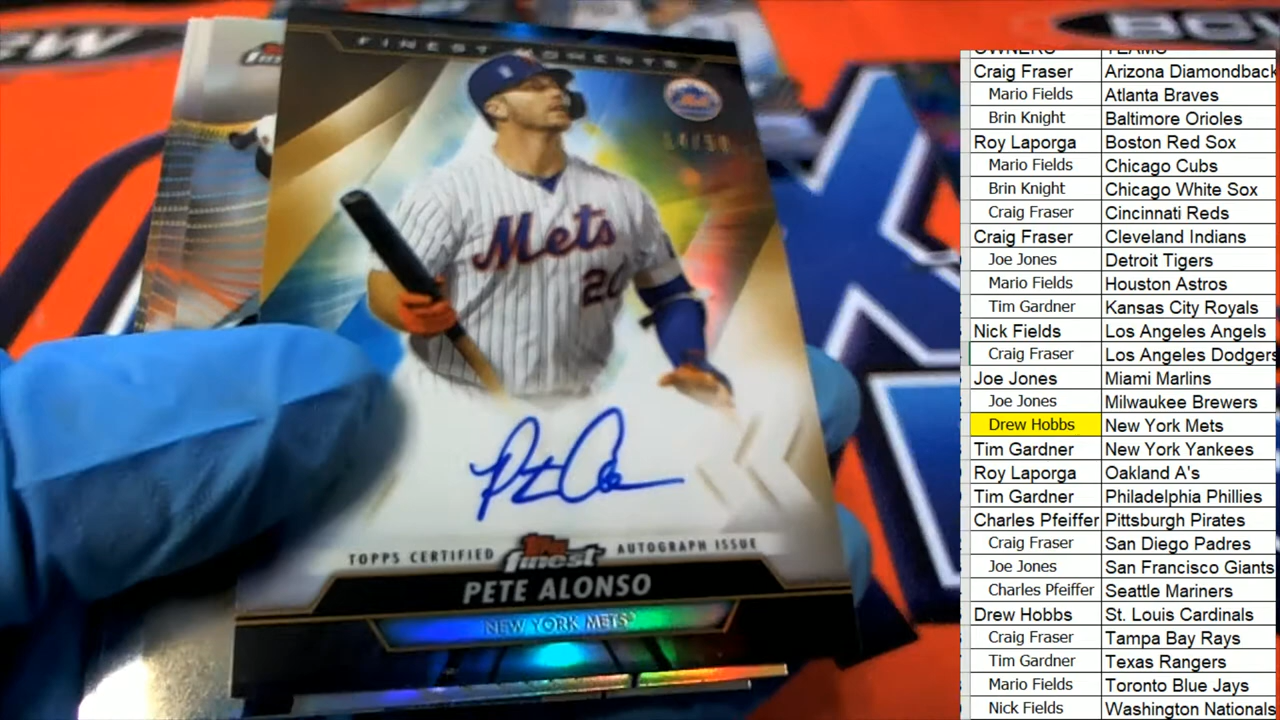 FINEST MOMENTS
Mets
20
TOPPS CERTIFIED Topps finest AUTOGRAPH ISSUE
PETE ALONSO
NEW YORK METS
OWNERS TEAMS
Craig Fraser Arizona Diamondback
Mario Fields Atlanta Braves
Brin Knight Baltimore Orioles
Roy Laporga Boston Red Sox
Mario Fields Chicago Cubs
Brin Knight Chicago White Sox
Craig Fraser Cincinnati Reds
Craig Fraser Cleveland Indians
Joe Jones Detroit Tigers
Mario Fields Houston Astros
Tim Gardner Kansas City Royals
Nick Fields Los Angeles Angels
Craig Fraser Los Angeles Dodgers
Joe Jones Miami Marlins
Joe Jones Milwaukee Brewers
Drew Hobbs New York Mets
Tim Gardner New York Yankees
Roy Laporga Oakland A's
Tim Gardner Philadelphia Phillies
Charles Pfeiffer Pittsburgh Pirates
Craig Fraser San Diego Padres
Joe Jones San Francisco Giants
Charles Pfeiffer Seattle Mariners
Drew Hobbs St. Louis Cardinals
Craig Fraser Tampa Bay Rays
Tim Gardner Texas Rangers
Mario Fields Toronto Blue Jays
Nick Fields Washington Nationals